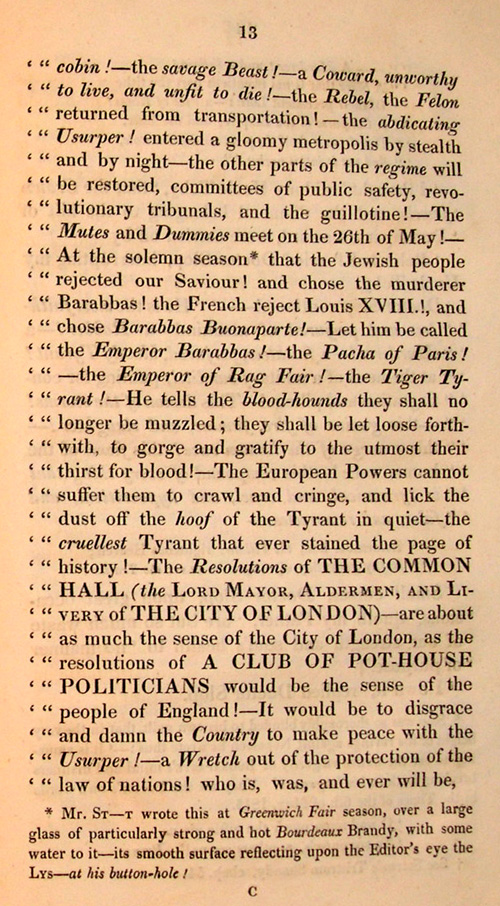 13
‘ “ cobin !—the savage Beast !—a Coward, unworthy
‘ “ to live, and unfit to die !—the Rebel, the Felon
‘ “ returned from transportation! — the abdicating
‘ “ Usurper ! entered a gloomy metropolis by stealth
‘ “ and by night—the other parts of the regime will
‘ “ be restored, committees of public safety, revo-
‘ “ lutionary tribunals, and the guillotine!—The
‘ “ Mutes and Dummies meet on the 26th of May !—
‘ “ At the solemn season* that the Jewish people
‘ “ rejected our Saviour! and chose the murderer
‘ “ Barabbas! the French reject Louis XVIII.!, and
‘ “ chose Barabbas Buonaparte!—Let him be called
‘ “ the Emperor Barabbas !—the Pacha of Paris !
‘ “ —the Emperor of Rag Fair !—the Tiger Ty-
‘ “ rant !—He tells the blood-hounds they shall no
‘ “ longer be muzzled; they shall be let loose forth-
‘ “ with, to gorge and gratify to the utmost their
‘ “ thirst for blood!—The European Powers cannot
‘ “ suffer them to crawl and cringe, and lick the
‘ “ dust off the hoof of the Tyrant in quiet—the
‘ “ cruellest Tyrant that ever stained the page of
‘ “ history !—The Resolutions of THE COMMON
‘ “ HALL (the LORD MAYOR, ALDERMEN, AND LI-
‘ “ VERY of THE CITY OF LONDON)—are about
‘ “ as much the sense of the City of London, as the
‘ “ resolutions of A CLUB OF POT-HOUSE
‘ “ POLITICIANS would be the sense of the
‘ “ people of England!—It would be to disgrace
‘ “ and damn the Country to make peace with the
‘ “ Usurper !—a Wretch out of the protection of the
‘ “ law of nations! who is, was, and ever will be,
* Mr. ST—T wrote this at Greenwich Fair season, over a large
glass of particularly strong and hot Bourdeaux Brandy, with some
water to it—its smooth surface reflecting upon the Editor's eye the
LYS—at his button-hole !
C